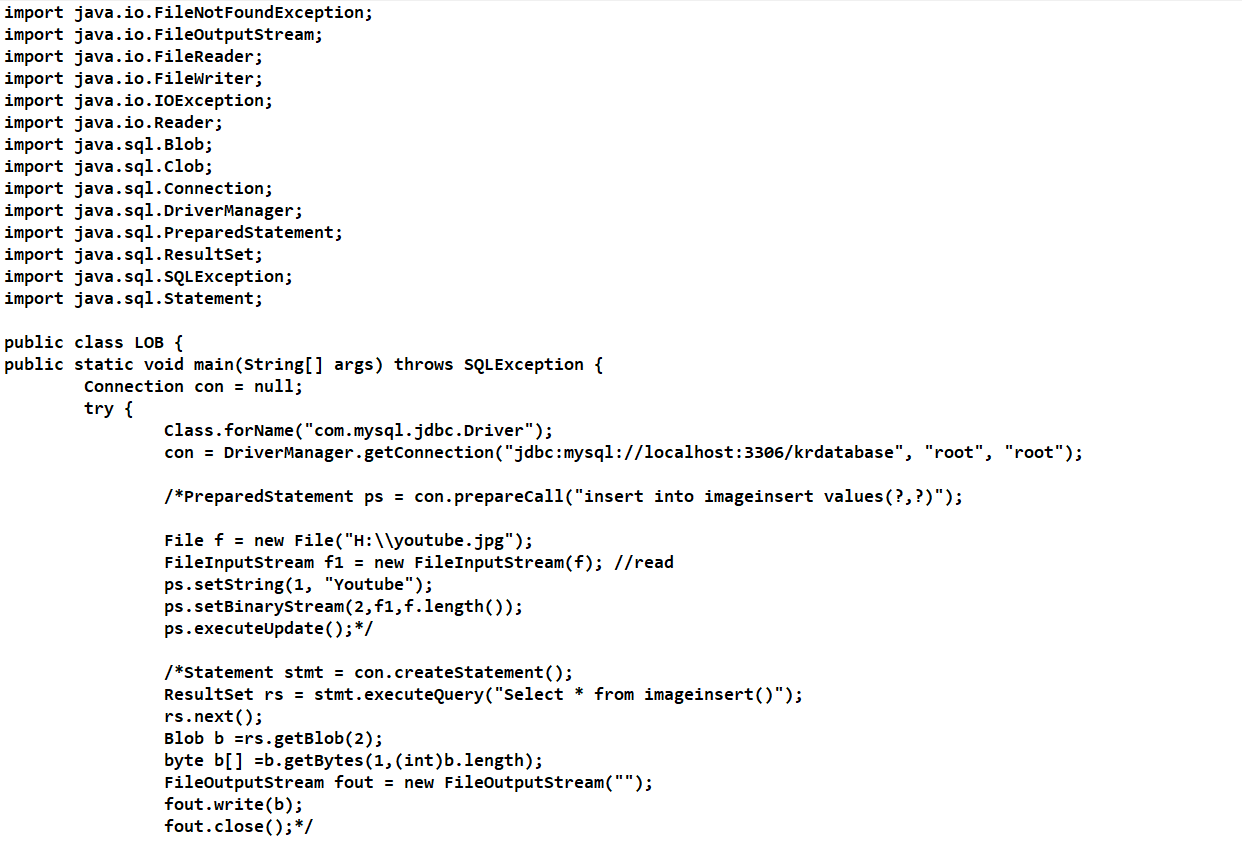 import java.io.FileNotFoundException;
import java.io.FileOutputStream;
import java.io.FileReader;
import java.io.FileWriter;
import java.io.IOException;
import java.io.Reader;
import java.sql.Blob;
import java.sql.Clob;
import java.sql.Connection;
import java.sql.DriverManager;
import java.sql.PreparedStatement;
import java.sql.ResultSet;
import java.sql.SQLException;
import java.sql.Statement;

public class LOB {
public static void main(String[] args) throws SQLException {
        Connection con = null;
        try {
                Class.forName("com.mysql.jdbc.Driver");
                con = DriverManager.getConnection("jdbc:mysql://localhost:3306/krdatabase", "root", "root");

                /*PreparedStatement ps = con.prepareCall("insert into imageinsert values(?,?)");

                File f = new File("H:\\youtube.jpg");
                FileInputStream f1 = new FileInputStream(f); //read
                ps.setString(1, "Youtube");
                ps.setBinaryStream(2,f1,f.length());
                ps.executeUpdate();*/

                /*Statement stmt = con.createStatement();
                ResultSet rs = stmt.executeQuery("Select * from imageinsert()");
                rs.next();
                Blob b =rs.getBlob(2);
                byte b[] =b.getBytes(1,(int)b.length);
                FileOutputStream fout = new FileOutputStream("");
                fout.write(b);
                fout.close();*/